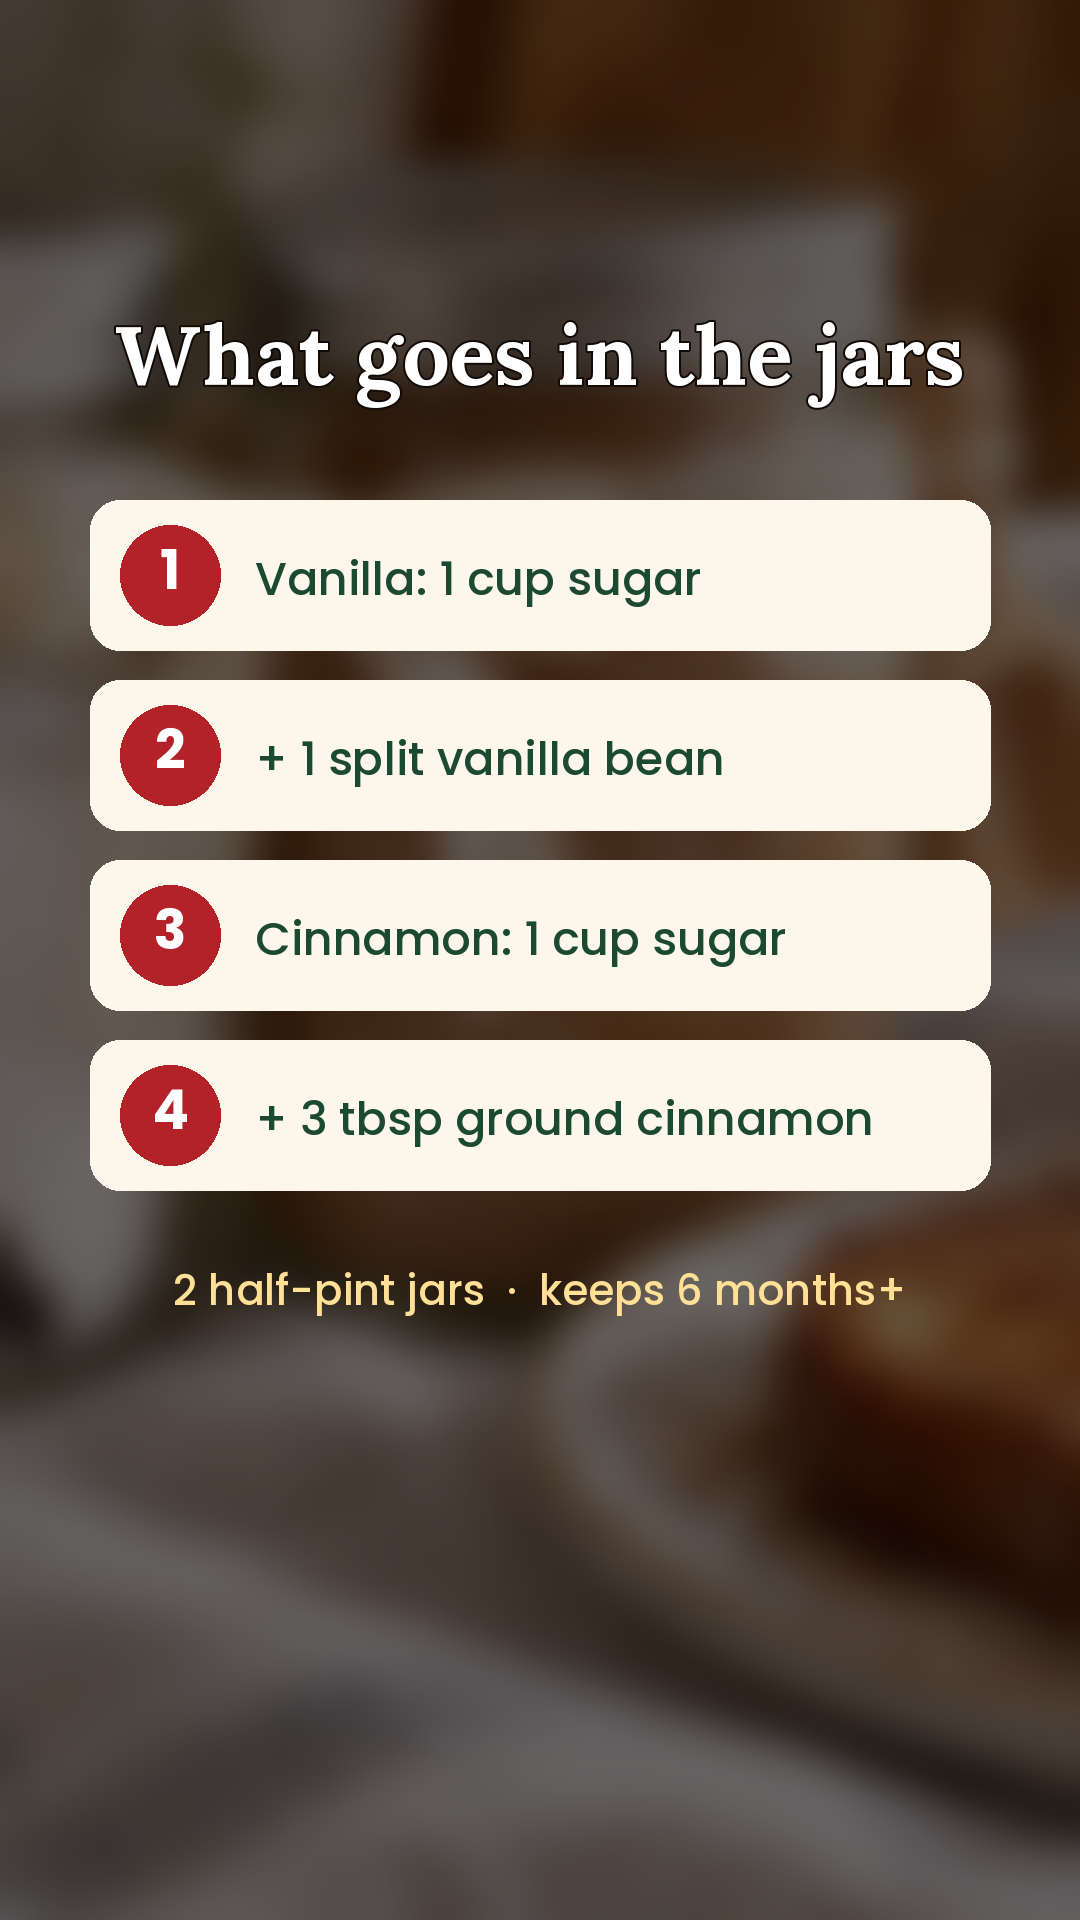 What goes in the jars
1 Vanilla: 1 cup sugar
2 + 1 split vanilla bean
3 Cinnamon: 1 cup sugar
4 + 3 tbsp ground cinnamon
2 half-pint jars · keeps 6 months+